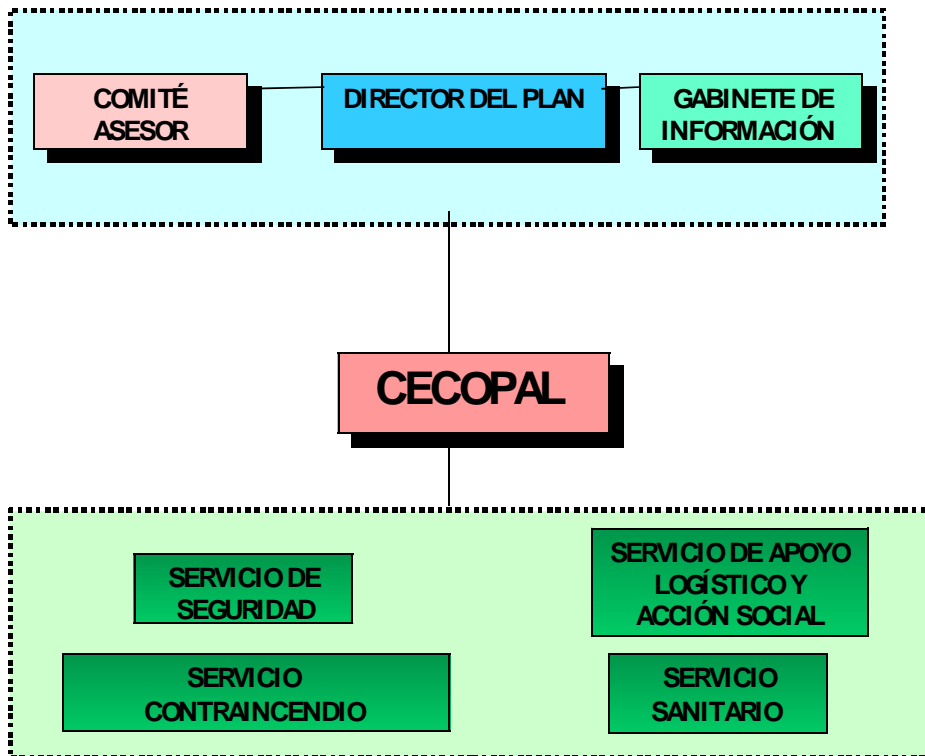 COMITÉ
ASESOR
DIRECTOR DEL PLAN
GABINETE DE
INFORMACIÓN
CECOPAL
SERVICIO DE
SEGURIDAD
SERVICIO DE APOYO
LOGÍSTICO Y
ACCIÓN SOCIAL
SERVICIO
CONTRAINCENDIO
SERVICIO
SANITARIO